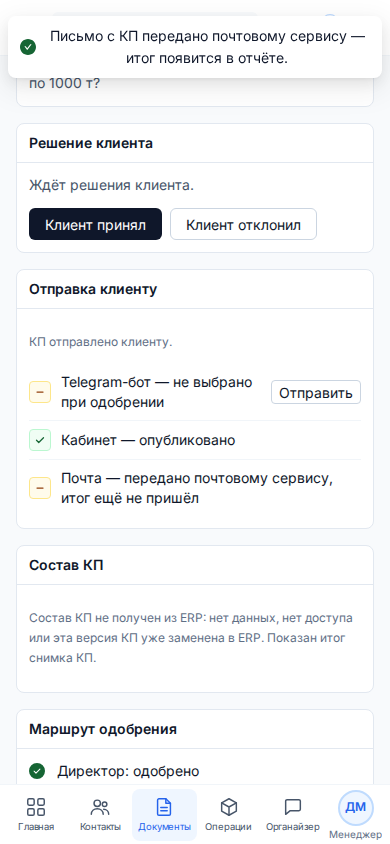 Письмо с КП передано почтовому сервису —
итог появится в отчёте.
по 1000 т?
Решение клиента
Ждёт решения клиента.
Клиент принял
Клиент отклонил
Отправка клиенту
КП отправлено клиенту.
Telegram-бот — не выбрано
при одобрении
Отправить
Кабинет — опубликовано
Почта — передано почтовому сервису,
итог ещё не пришёл
Состав КП
Состав КП не получен из ERP: нет данных, нет доступа
или эта версия КП уже заменена в ERP. Показан итог
снимка КП.
Маршрут одобрения
Директор: одобрено
Главная
Контакты
Документы
Операции
Органайзер
ДМ
Менеджер